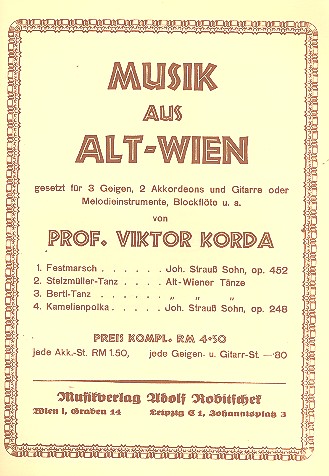 MUSIK
AUS
ALT-WIEN
gesetzt für 3 Geigen, 2 Akkordeons und Gitarre oder
Melodieinstrumente, Blockflöte u. s.
von
PROF. VIKTOR KORDA
1. Festmarsch . . . . . . Joh. Strauß Sohn, op. 452
2. Stelzmüller-Tanz . . . . Alt-Wiener Tänze
3. Bertl-Tanz . . . . . . . „ „ „
4. Kamelienpolka . . . . . Joh. Strauß Sohn, op. 248
PREIS KOMPL. RM 4·50
jede Akk.-St. RM 1.50, jede Geigen- u. Gitarr-St —·80
Musikverlag Adolf Robitschek
Wien I, Graben 14 Leipzig C 1, Johannisplatz 3